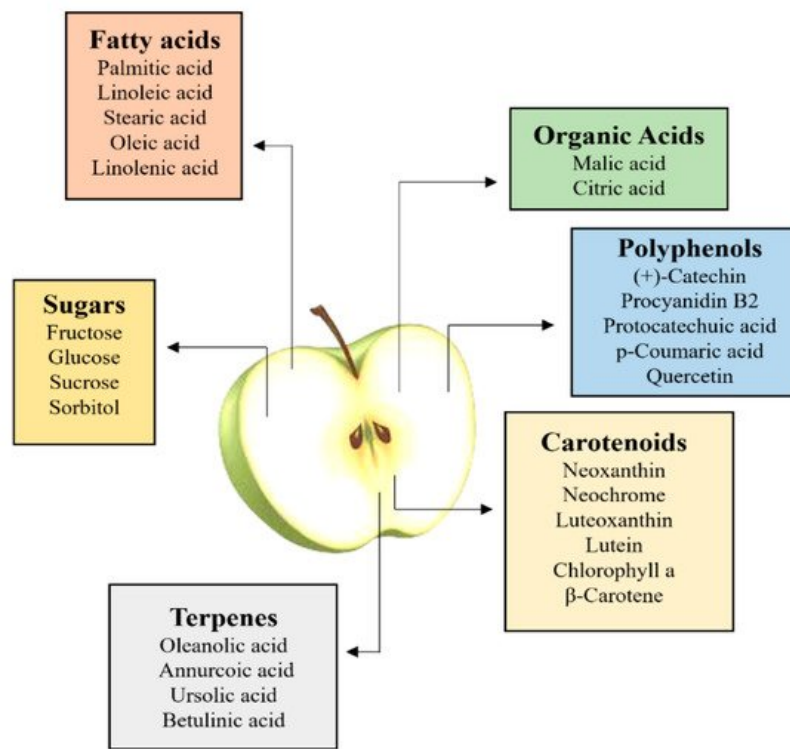 Fatty acids
Palmitic acid
Linoleic acid
Stearic acid
Oleic acid
Linolenic acid
Organic Acids
Malic acid
Citric acid
Polyphenols
(+)-Catechin
Procyanidin B2
Protocatechuic acid
p-Coumaric acid
Quercetin
Sugars
Fructose
Glucose
Sucrose
Sorbitol
Carotenoids
Neoxanthin
Neochrome
Luteoxanthin
Lutein
Chlorophyll a
β-Carotene
Terpenes
Oleanolic acid
Annurcoic acid
Ursolic acid
Betulinic acid